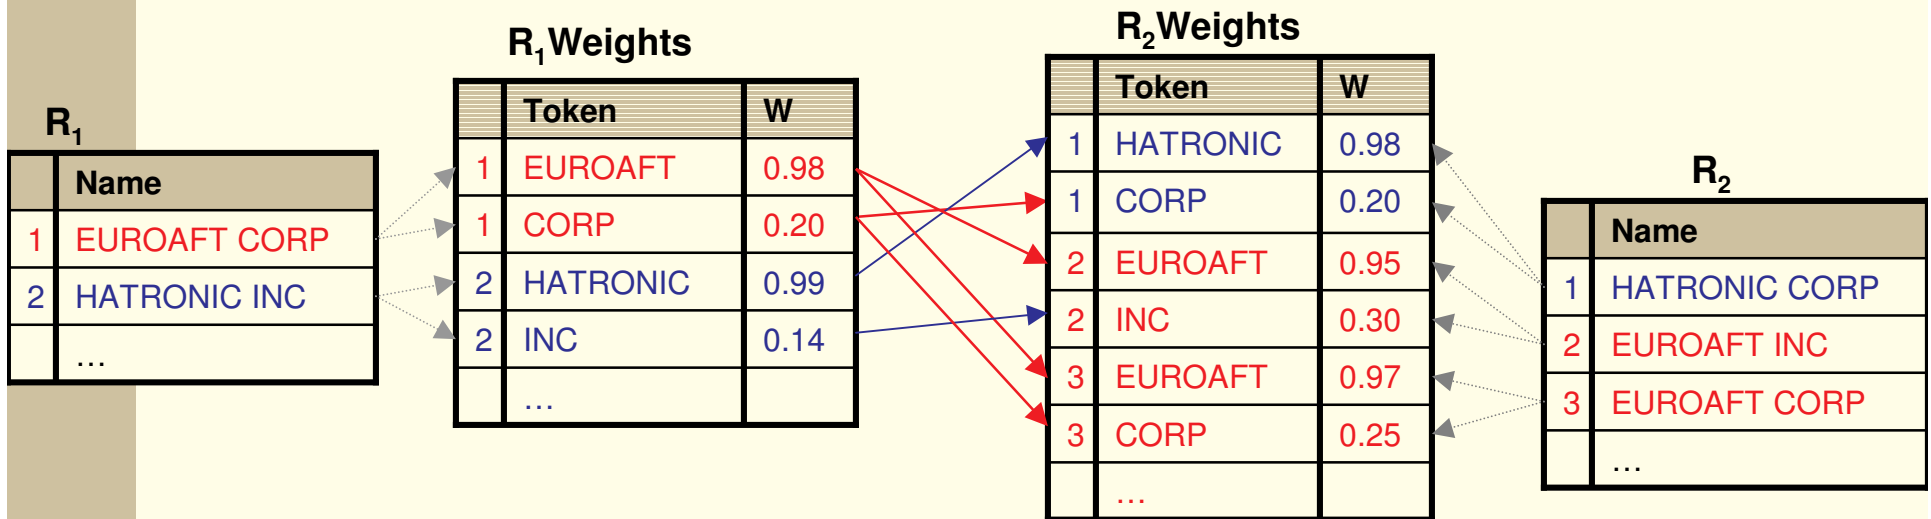 R₁
Name
1 EUROAFT CORP
2 HATRONIC INC
…
R₁Weights
Token W
1 EUROAFT 0.98
1 CORP 0.20
2 HATRONIC 0.99
2 INC 0.14
…
R₂Weights
Token W
1 HATRONIC 0.98
1 CORP 0.20
2 EUROAFT 0.95
2 INC 0.30
3 EUROAFT 0.97
3 CORP 0.25
…
R₂
Name
1 HATRONIC CORP
2 EUROAFT INC
3 EUROAFT CORP
…